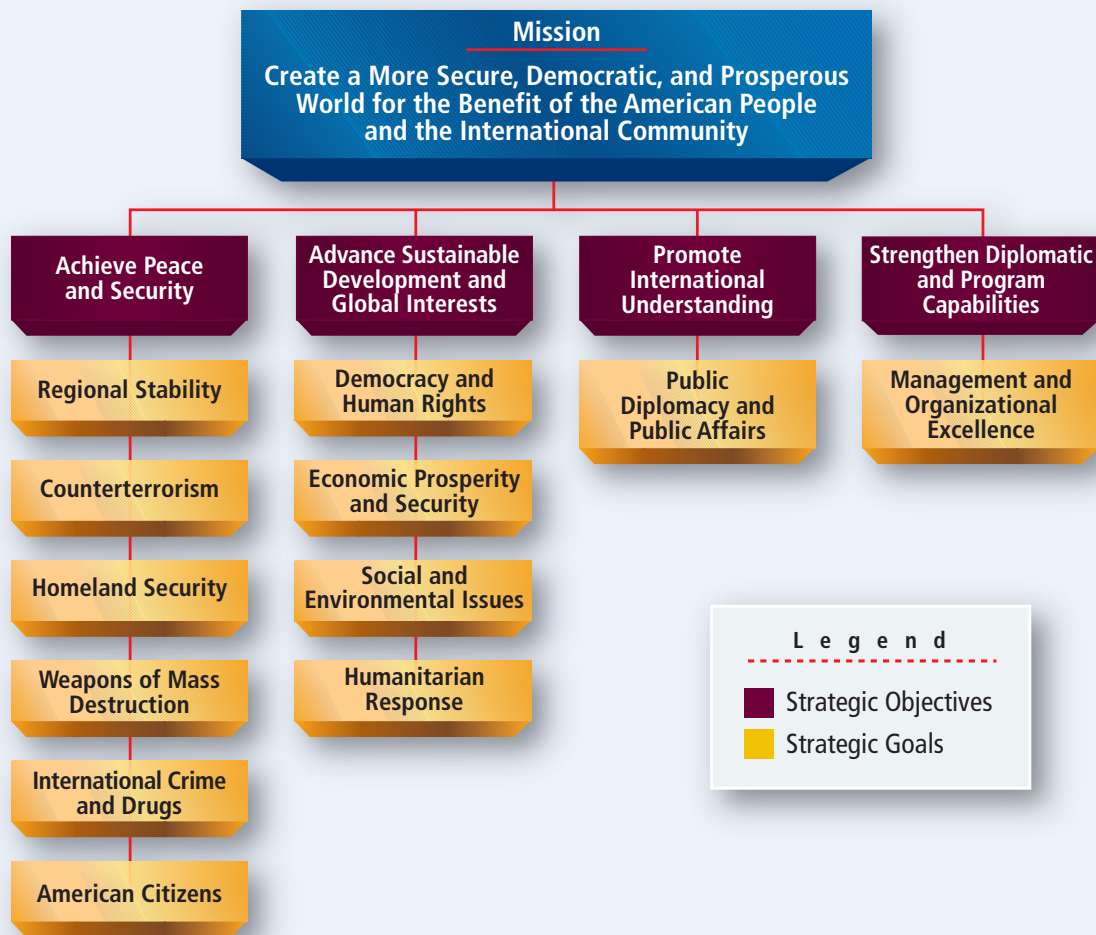 Mission
Create a More Secure, Democratic, and Prosperous
World for the Benefit of the American People
and the International Community
Achieve Peace
and Security
Regional Stability
Counterterrorism
Homeland Security
Weapons of Mass
Destruction
International Crime
and Drugs
American Citizens
Advance Sustainable
Development and
Global Interests
Democracy and
Human Rights
Economic Prosperity
and Security
Social and
Environmental Issues
Humanitarian
Response
Promote
International
Understanding
Public
Diplomacy and
Public Affairs
Strengthen Diplomatic
and Program
Capabilities
Management and
Organizational
Excellence
Legend
Strategic Objectives
Strategic Goals